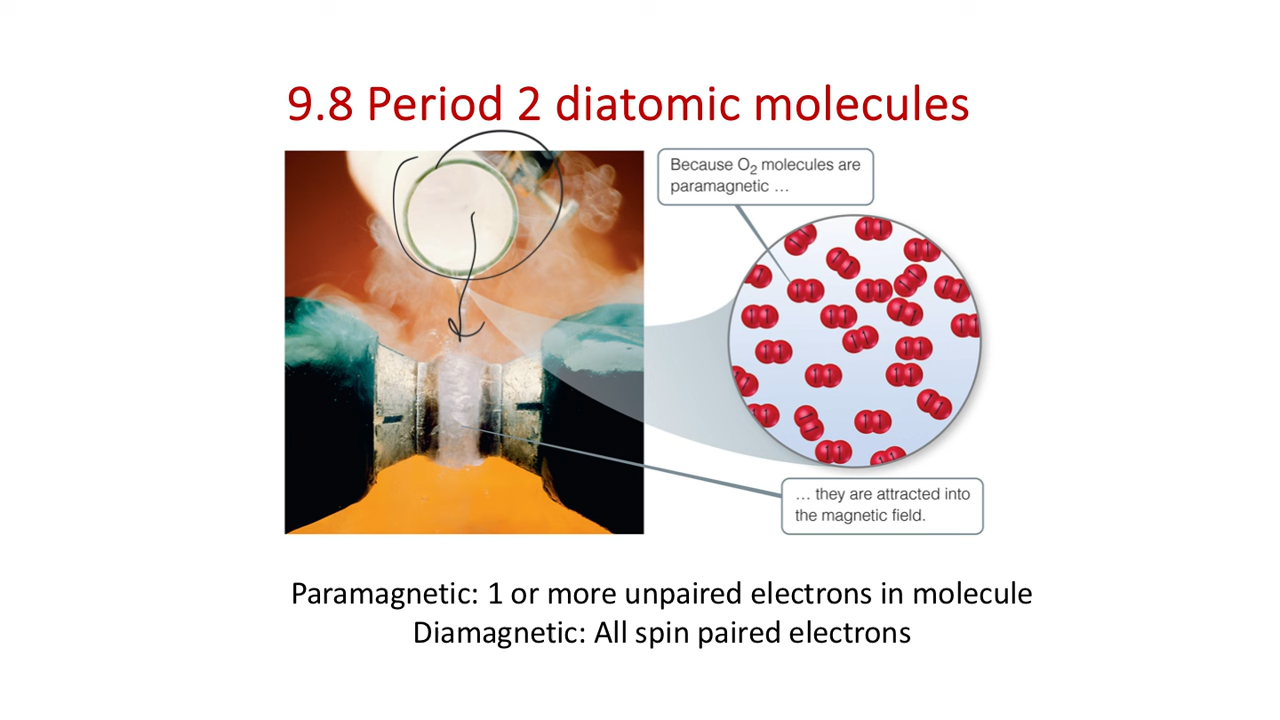 9.8 Period 2 diatomic molecules
Because O₂ molecules are
paramagnetic ...
... they are attracted into
the magnetic field.
Paramagnetic: 1 or more unpaired electrons in molecule
Diamagnetic: All spin paired electrons